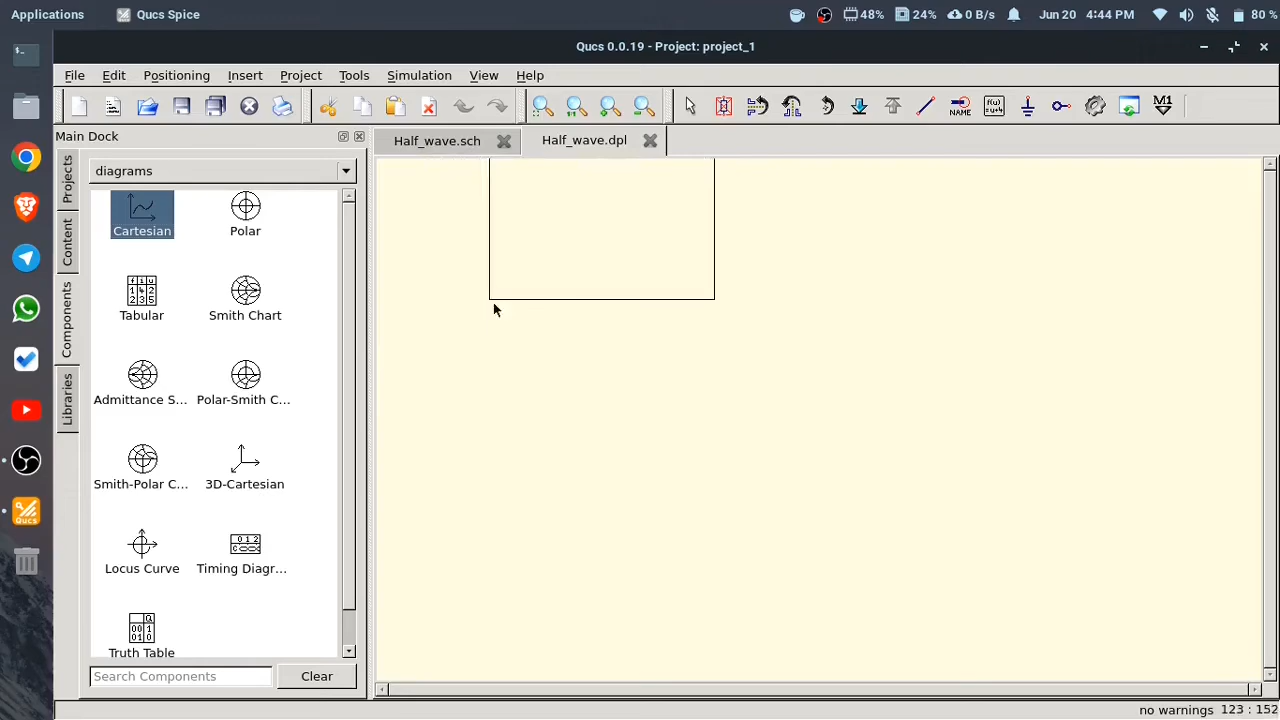 Applications Qucs Spice 48% 24% 0 B/s Jun 20 4:44 PM 80 %
Qucs 0.0.19 - Project: project_1
File Edit Positioning Insert Project Tools Simulation View Help
NAME M1
Main Dock Half_wave.sch Half_wave.dpl
diagrams
Projects
Content
Components
Libraries
Cartesian Polar
Tabular Smith Chart
Admittance S... Polar-Smith C...
Smith-Polar C... 3D-Cartesian
Locus Curve Timing Diagr...
Truth Table
Qucs
Search Components Clear
no warnings 123 : 152